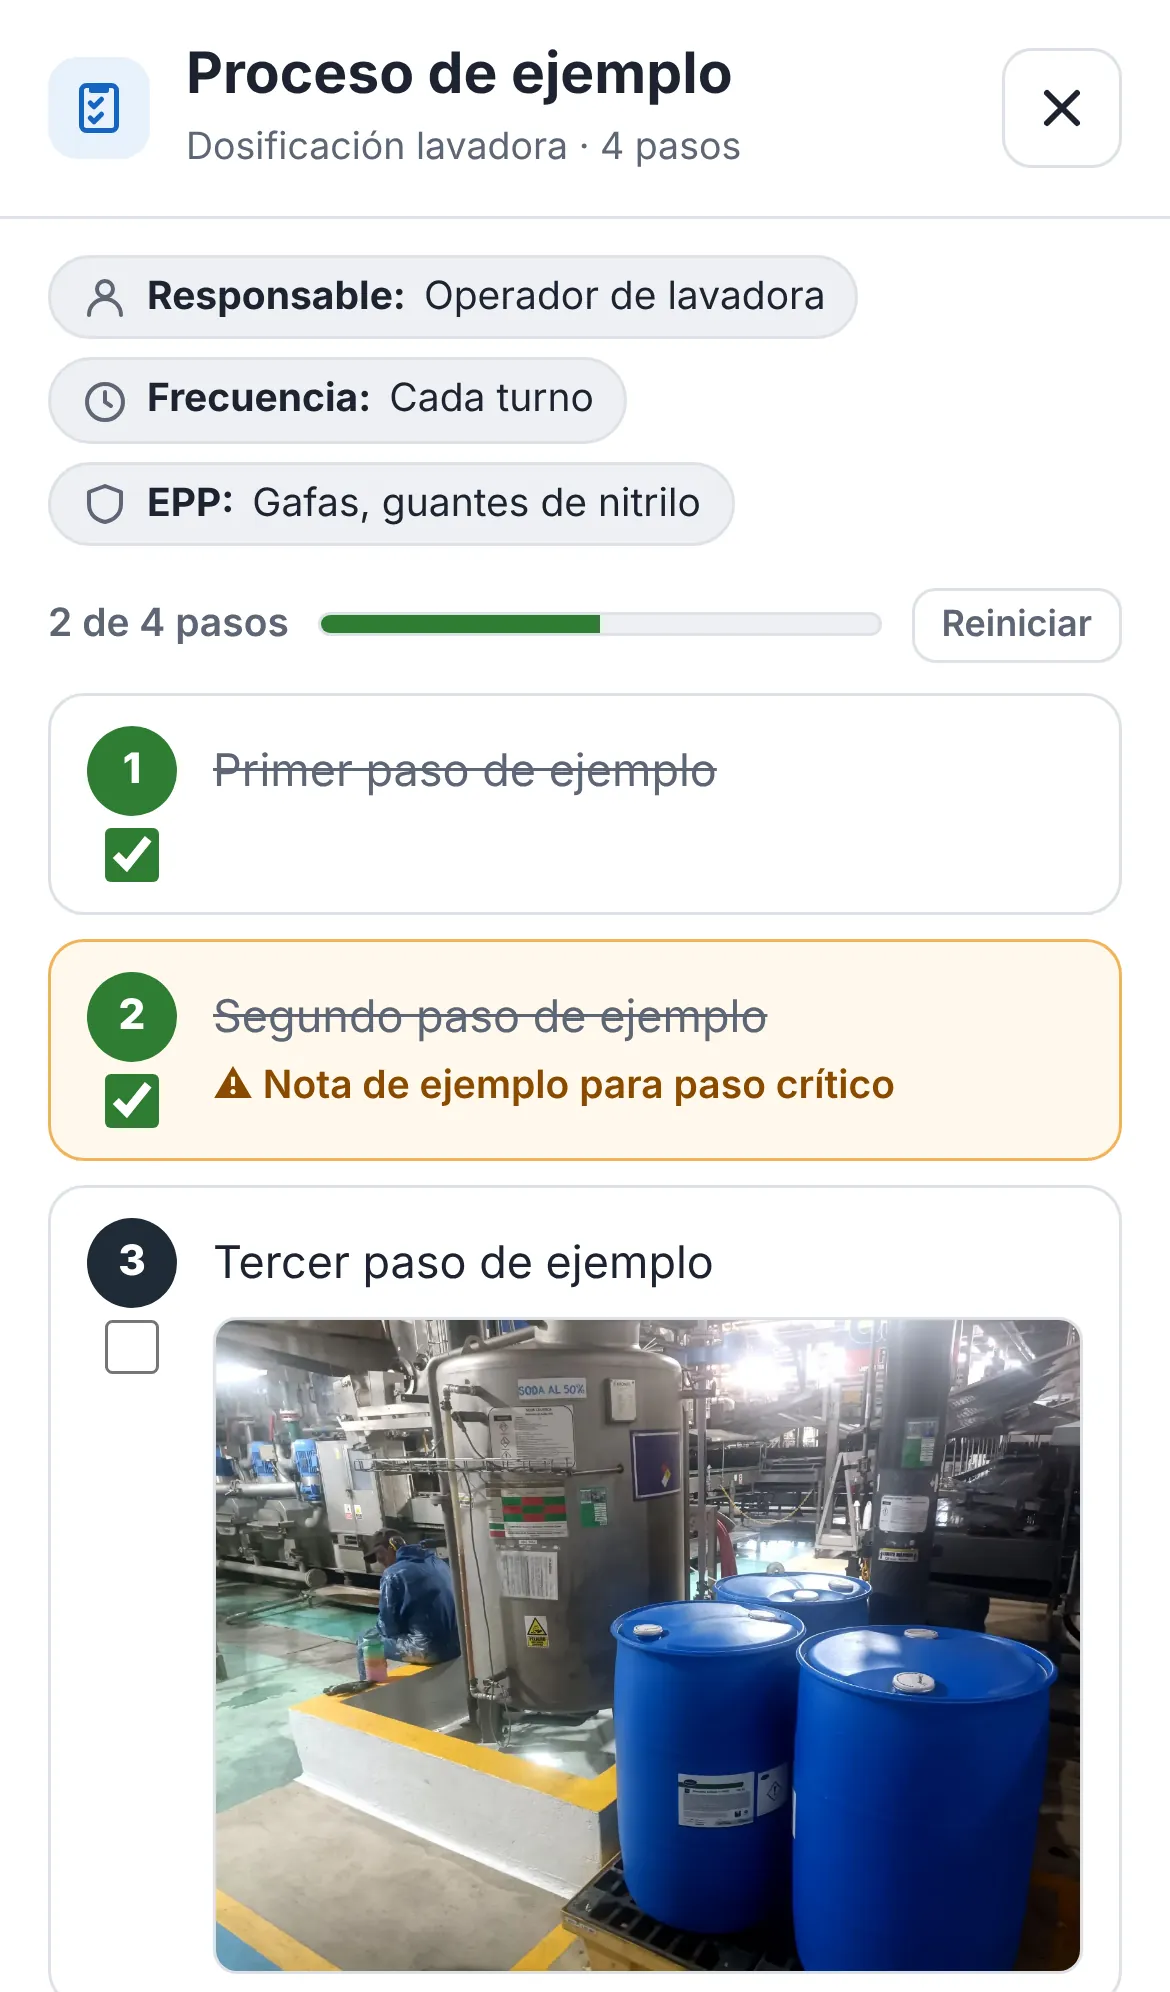 Proceso de ejemplo
Dosificación lavadora · 4 pasos
Responsable: Operador de lavadora
Frecuencia: Cada turno
EPP: Gafas, guantes de nitrilo
2 de 4 pasos
Reiniciar
1
Primer paso de ejemplo
2
Segundo paso de ejemplo
Nota de ejemplo para paso crítico
3
Tercer paso de ejemplo
SODA AL 50%